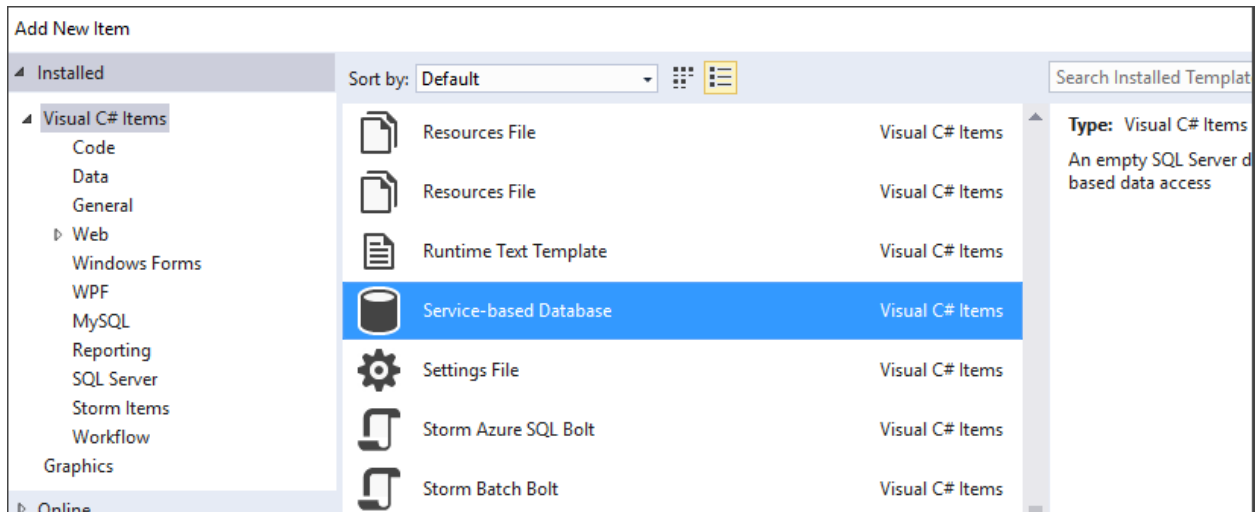 Add New Item
Installed
Sort by: Default
Search Installed Templat
Visual C# Items
Code
Data
General
Web
Windows Forms
WPF
MySQL
Reporting
SQL Server
Storm Items
Workflow
Graphics
Online
Resources File Visual C# Items
Resources File Visual C# Items
Runtime Text Template Visual C# Items
Service-based Database Visual C# Items
Settings File Visual C# Items
Storm Azure SQL Bolt Visual C# Items
Storm Batch Bolt Visual C# Items
Type: Visual C# Items
An empty SQL Server d
based data access